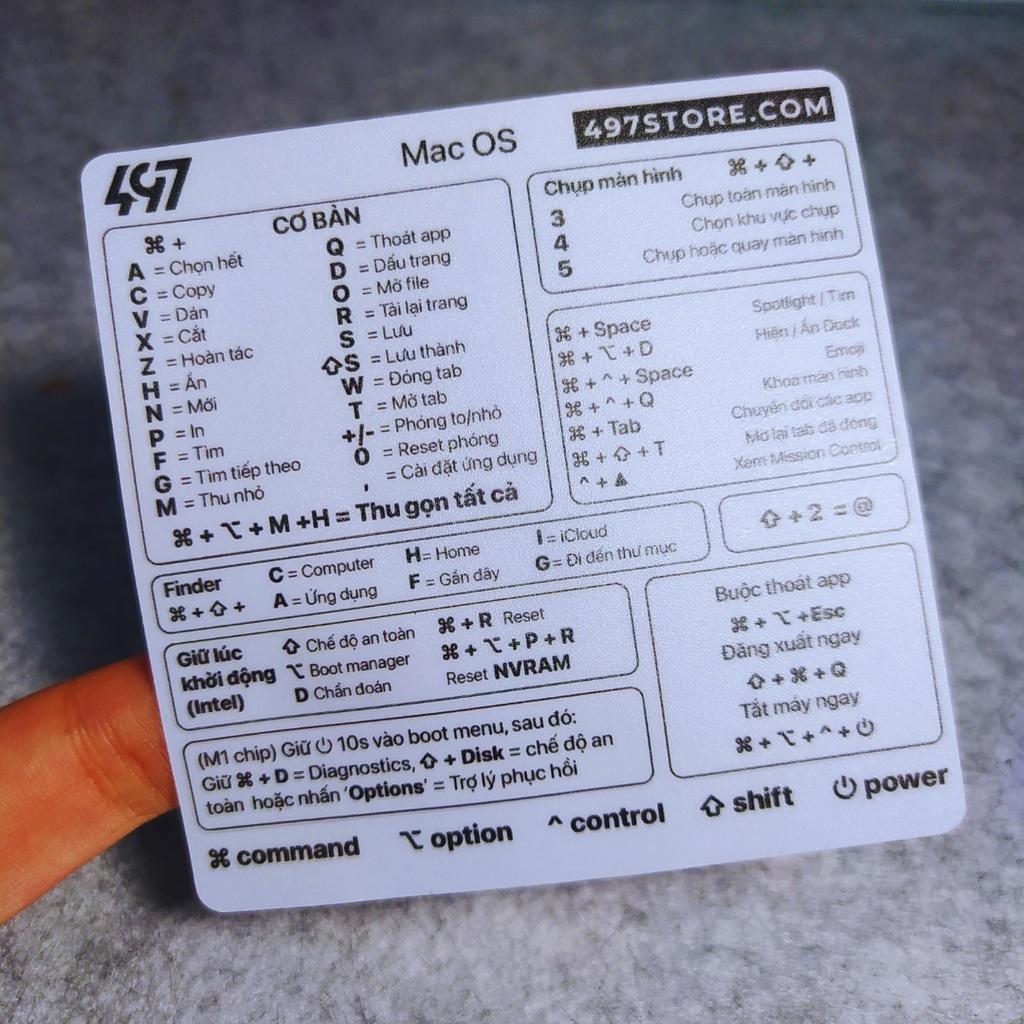 497
Mac OS
497STORE.COM
CƠ BẢN
⌘ +
A = Chọn hết
C = Copy
V = Dán
X = Cắt
Z = Hoàn tác
H = Ẩn
N = Mới
P = In
F = Tìm
G = Tìm tiếp theo
M = Thu nhỏ
Q = Thoát app
D = Dấu trang
O = Mở file
R = Tải lại trang
S = Lưu
⇧S = Lưu thành
W = Đóng tab
T = Mở tab
+/- = Phóng to/nhỏ
0 = Reset phóng
, = Cài đặt ứng dụng
⌘ + ⌥ + M +H = Thu gọn tất cả
Chụp màn hình ⌘ + ⇧ +
3 Chụp toàn màn hình
4 Chọn khu vực chụp
5 Chụp hoặc quay màn hình
⌘ + Space Spotlight / Tìm
⌘ + ⌥ + D Hiện / Ẩn Dock
⌘ + ^ + Space Emoji
⌘ + ^ + Q Khoá màn hình
⌘ + Tab Chuyển đổi các app
⌘ + ⇧ + T Mở lại tab đã đóng
^ + ▲ Xem Mission Control
⇧ + 2 = @
Finder
⌘ + ⇧ +
C = Computer
A = Ứng dụng
H= Home
F = Gần đây
I = iCloud
G = Đi đến thư mục
Giữ lúc
khởi động
(Intel)
⇧ Chế độ an toàn
⌥ Boot manager
D Chẩn đoán
⌘ + R Reset
⌘ + ⌥ + P + R
Reset NVRAM
Buộc thoát app
⌘ + ⌥ +Esc
Đăng xuất ngay
⇧ + ⌘ + Q
Tắt máy ngay
⌘ + ⌥ + ^ + ⏻
(M1 chip) Giữ ⏻ 10s vào boot menu, sau đó:
Giữ ⌘ + D = Diagnostics, ⇧ + Disk = chế độ an
toàn hoặc nhấn ‘Options’ = Trợ lý phục hồi
⌘ command ⌥ option ^ control ⇧ shift ⏻ power